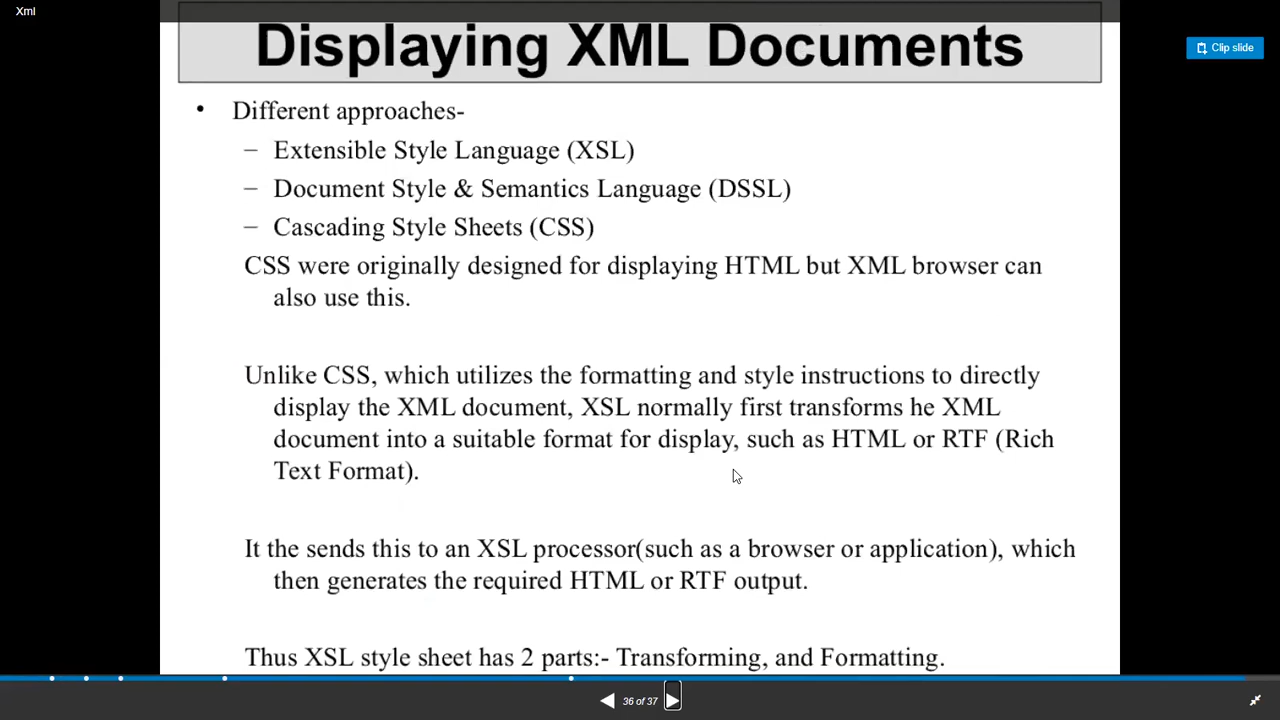 Xml
Displaying XML Documents
Clip slide
• Different approaches-
– Extensible Style Language (XSL)
– Document Style & Semantics Language (DSSL)
– Cascading Style Sheets (CSS)
CSS were originally designed for displaying HTML but XML browser can
also use this.
Unlike CSS, which utilizes the formatting and style instructions to directly
display the XML document, XSL normally first transforms he XML
document into a suitable format for display, such as HTML or RTF (Rich
Text Format).
It the sends this to an XSL processor(such as a browser or application), which
then generates the required HTML or RTF output.
Thus XSL style sheet has 2 parts:- Transforming, and Formatting.
36 of 37